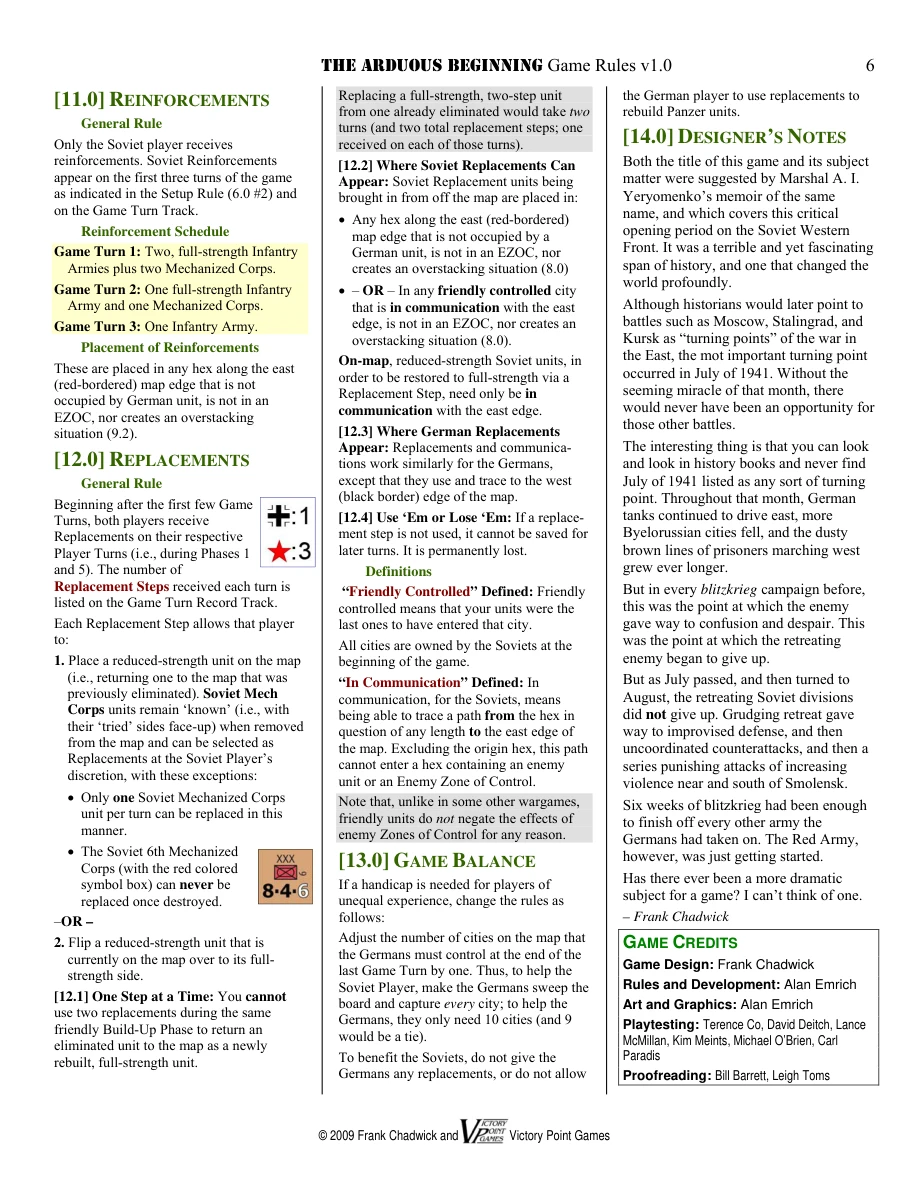 THE ARDUOUS BEGINNING Game Rules v1.0 6
[11.0] REINFORCEMENTS
General Rule
Only the Soviet player receives
reinforcements. Soviet Reinforcements
appear on the first three turns of the game
as indicated in the Setup Rule (6.0 #2) and
on the Game Turn Track.
Reinforcement Schedule
Game Turn 1: Two, full-strength Infantry
Armies plus two Mechanized Corps.
Game Turn 2: One full-strength Infantry
Army and one Mechanized Corps.
Game Turn 3: One Infantry Army.
Placement of Reinforcements
These are placed in any hex along the east
(red-bordered) map edge that is not
occupied by German unit, is not in an
EZOC, nor creates an overstacking
situation (9.2).
[12.0] REPLACEMENTS
General Rule
Beginning after the first few Game
Turns, both players receive
Replacements on their respective
Player Turns (i.e., during Phases 1
and 5). The number of
:1
:3
Replacement Steps received each turn is
listed on the Game Turn Record Track.
Each Replacement Step allows that player
to:
1. Place a reduced-strength unit on the map
(i.e., returning one to the map that was
previously eliminated). Soviet Mech
Corps units remain ‘known’ (i.e., with
their ‘tried’ sides face-up) when removed
from the map and can be selected as
Replacements at the Soviet Player’s
discretion, with these exceptions:
• Only one Soviet Mechanized Corps
unit per turn can be replaced in this
manner.
• The Soviet 6th Mechanized
Corps (with the red colored
symbol box) can never be
replaced once destroyed.
XXX
6
8·4·6
–OR –
2. Flip a reduced-strength unit that is
currently on the map over to its full-
strength side.
[12.1] One Step at a Time: You cannot
use two replacements during the same
friendly Build-Up Phase to return an
eliminated unit to the map as a newly
rebuilt, full-strength unit.
Replacing a full-strength, two-step unit
from one already eliminated would take two
turns (and two total replacement steps; one
received on each of those turns).
[12.2] Where Soviet Replacements Can
Appear: Soviet Replacement units being
brought in from off the map are placed in:
• Any hex along the east (red-bordered)
map edge that is not occupied by a
German unit, is not in an EZOC, nor
creates an overstacking situation (8.0)
• – OR – In any friendly controlled city
that is in communication with the east
edge, is not in an EZOC, nor creates an
overstacking situation (8.0).
On-map, reduced-strength Soviet units, in
order to be restored to full-strength via a
Replacement Step, need only be in
communication with the east edge.
[12.3] Where German Replacements
Appear: Replacements and communica-
tions work similarly for the Germans,
except that they use and trace to the west
(black border) edge of the map.
[12.4] Use ‘Em or Lose ‘Em: If a replace-
ment step is not used, it cannot be saved for
later turns. It is permanently lost.
Definitions
“Friendly Controlled” Defined: Friendly
controlled means that your units were the
last ones to have entered that city.
All cities are owned by the Soviets at the
beginning of the game.
“In Communication” Defined: In
communication, for the Soviets, means
being able to trace a path from the hex in
question of any length to the east edge of
the map. Excluding the origin hex, this path
cannot enter a hex containing an enemy
unit or an Enemy Zone of Control.
Note that, unlike in some other wargames,
friendly units do not negate the effects of
enemy Zones of Control for any reason.
[13.0] GAME BALANCE
If a handicap is needed for players of
unequal experience, change the rules as
follows:
Adjust the number of cities on the map that
the Germans must control at the end of the
last Game Turn by one. Thus, to help the
Soviet Player, make the Germans sweep the
board and capture every city; to help the
Germans, they only need 10 cities (and 9
would be a tie).
To benefit the Soviets, do not give the
Germans any replacements, or do not allow
the German player to use replacements to
rebuild Panzer units.
[14.0] DESIGNER’S NOTES
Both the title of this game and its subject
matter were suggested by Marshal A. I.
Yeryomenko’s memoir of the same
name, and which covers this critical
opening period on the Soviet Western
Front. It was a terrible and yet fascinating
span of history, and one that changed the
world profoundly.
Although historians would later point to
battles such as Moscow, Stalingrad, and
Kursk as “turning points” of the war in
the East, the mot important turning point
occurred in July of 1941. Without the
seeming miracle of that month, there
would never have been an opportunity for
those other battles.
The interesting thing is that you can look
and look in history books and never find
July of 1941 listed as any sort of turning
point. Throughout that month, German
tanks continued to drive east, more
Byelorussian cities fell, and the dusty
brown lines of prisoners marching west
grew ever longer.
But in every blitzkrieg campaign before,
this was the point at which the enemy
gave way to confusion and despair. This
was the point at which the retreating
enemy began to give up.
But as July passed, and then turned to
August, the retreating Soviet divisions
did not give up. Grudging retreat gave
way to improvised defense, and then
uncoordinated counterattacks, and then a
series punishing attacks of increasing
violence near and south of Smolensk.
Six weeks of blitzkrieg had been enough
to finish off every other army the
Germans had taken on. The Red Army,
however, was just getting started.
Has there ever been a more dramatic
subject for a game? I can’t think of one.
– Frank Chadwick
GAME CREDITS
Game Design: Frank Chadwick
Rules and Development: Alan Emrich
Art and Graphics: Alan Emrich
Playtesting: Terence Co, David Deitch, Lance
McMillan, Kim Meints, Michael O’Brien, Carl
Paradis
Proofreading: Bill Barrett, Leigh Toms
© 2009 Frank Chadwick and VICTORY POINT GAMES Victory Point Games